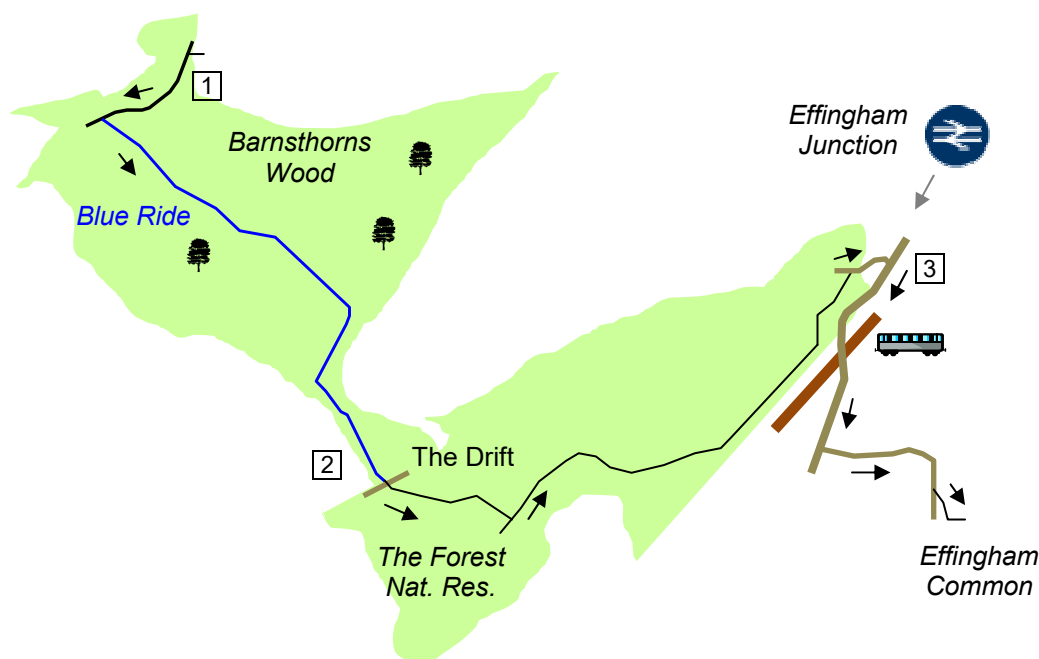 1
Barnsthorns
Wood
Blue Ride
Effingham
Junction
3
2
The Drift
The Forest
Nat. Res.
Effingham
Common